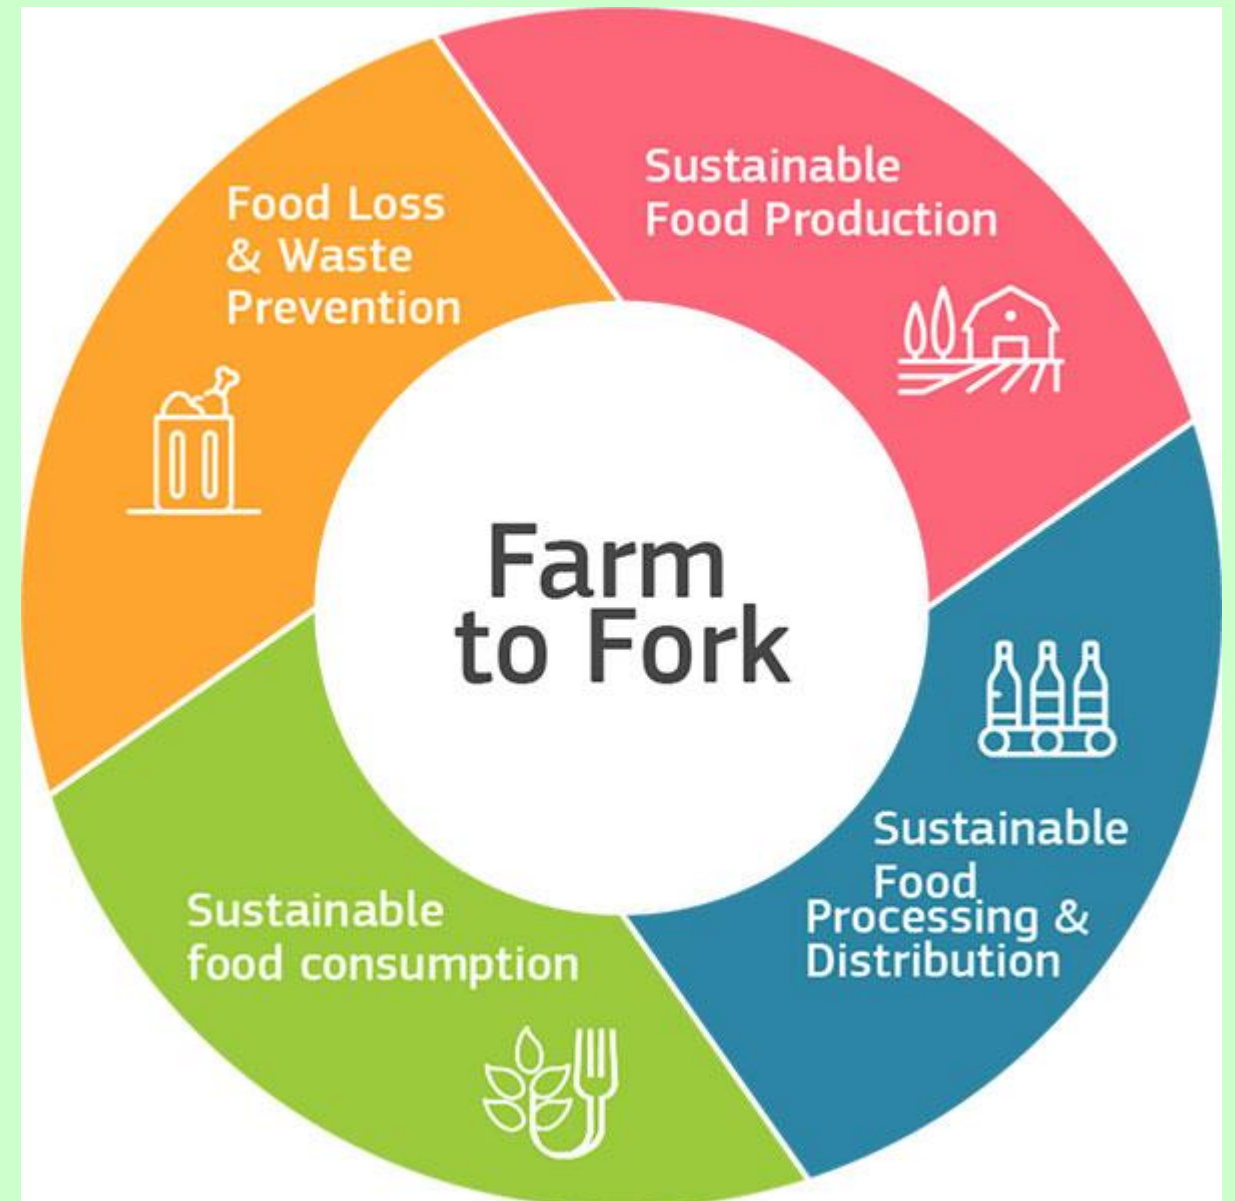 Farm
to Fork
Sustainable
Food Production
Sustainable
Food
Processing &
Distribution
Sustainable
food consumption
Food Loss
& Waste
Prevention